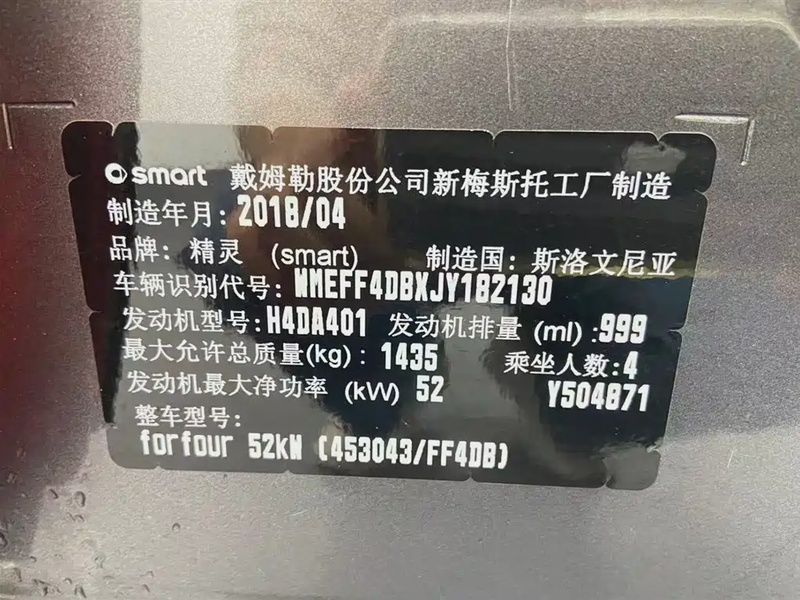 smart 戴姆勒股份公司新梅斯托工厂制造
制造年月: 2018/04
品牌: 精灵 (smart) 制造国: 斯洛文尼亚
车辆识别代号: WMEFF4DBXJY182130
发动机型号: H4DA401 发动机排量 (ml) :999
最大允许总质量(kg): 1435 乘坐人数: 4
发动机最大净功率 (kW) 52 Y504871
整车型号:
forfour 52kW (453043/FF4DB)